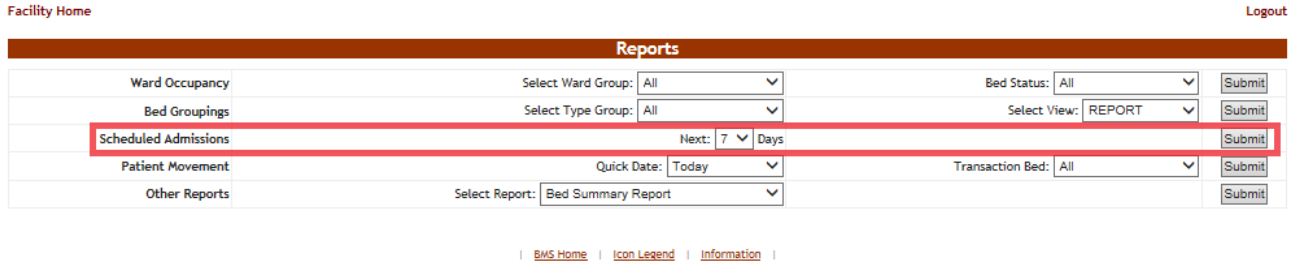 Facility Home Logout
Reports
Ward Occupancy Select Ward Group: All Bed Status: All Submit
Bed Groupings Select Type Group: All Select View: REPORT Submit
Scheduled Admissions Next: 7 Days Submit
Patient Movement Quick Date: Today Transaction Bed: All Submit
Other Reports Select Report: Bed Summary Report Submit
| BMS Home | Icon Legend | Information |